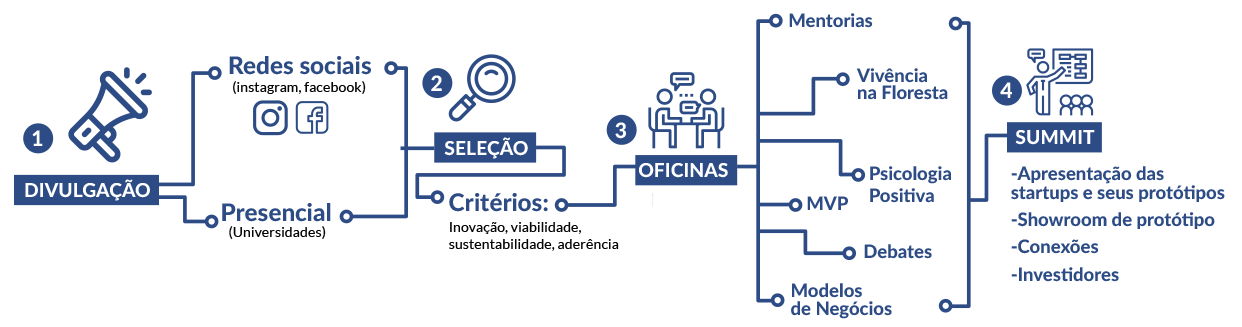 1
DIVULGAÇÃO
Redes sociais
(instagram, facebook)
Presencial
(Universidades)
2
SELEÇÃO
Critérios:
Inovação, viabilidade,
sustentabilidade, aderência
3
OFICINAS
Mentorias
Vivência
na Floresta
Psicologia
Positiva
MVP
Debates
Modelos
de Negócios
4
SUMMIT
-Apresentação das
startups e seus protótipos
-Showroom de protótipo
-Conexões
-Investidores